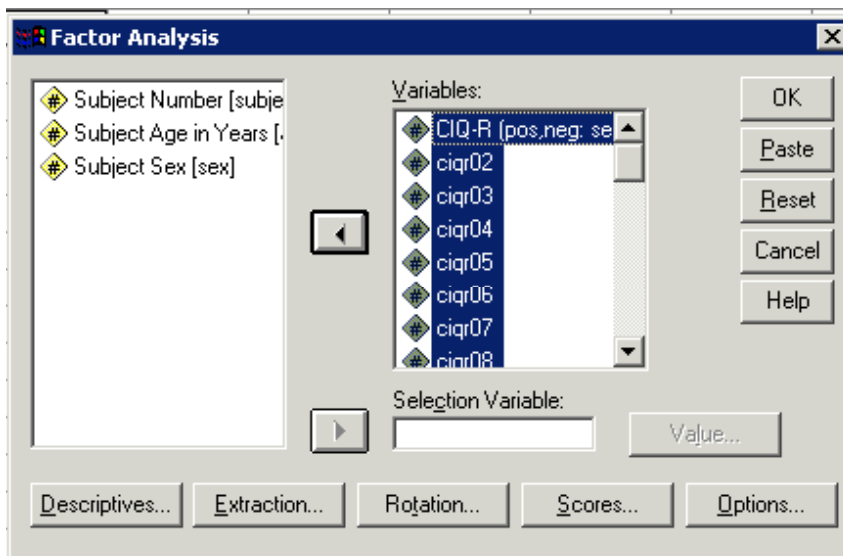 Factor Analysis
Subject Number [subje
Subject Age in Years [
Subject Sex [sex]
Variables:
CIQ-R (pos,neg: se
ciqr02
ciqr03
ciqr04
ciqr05
ciqr06
ciqr07
ciqr08
Selection Variable:
Value...
OK
Paste
Reset
Cancel
Help
Descriptives...
Extraction...
Rotation...
Scores...
Options...